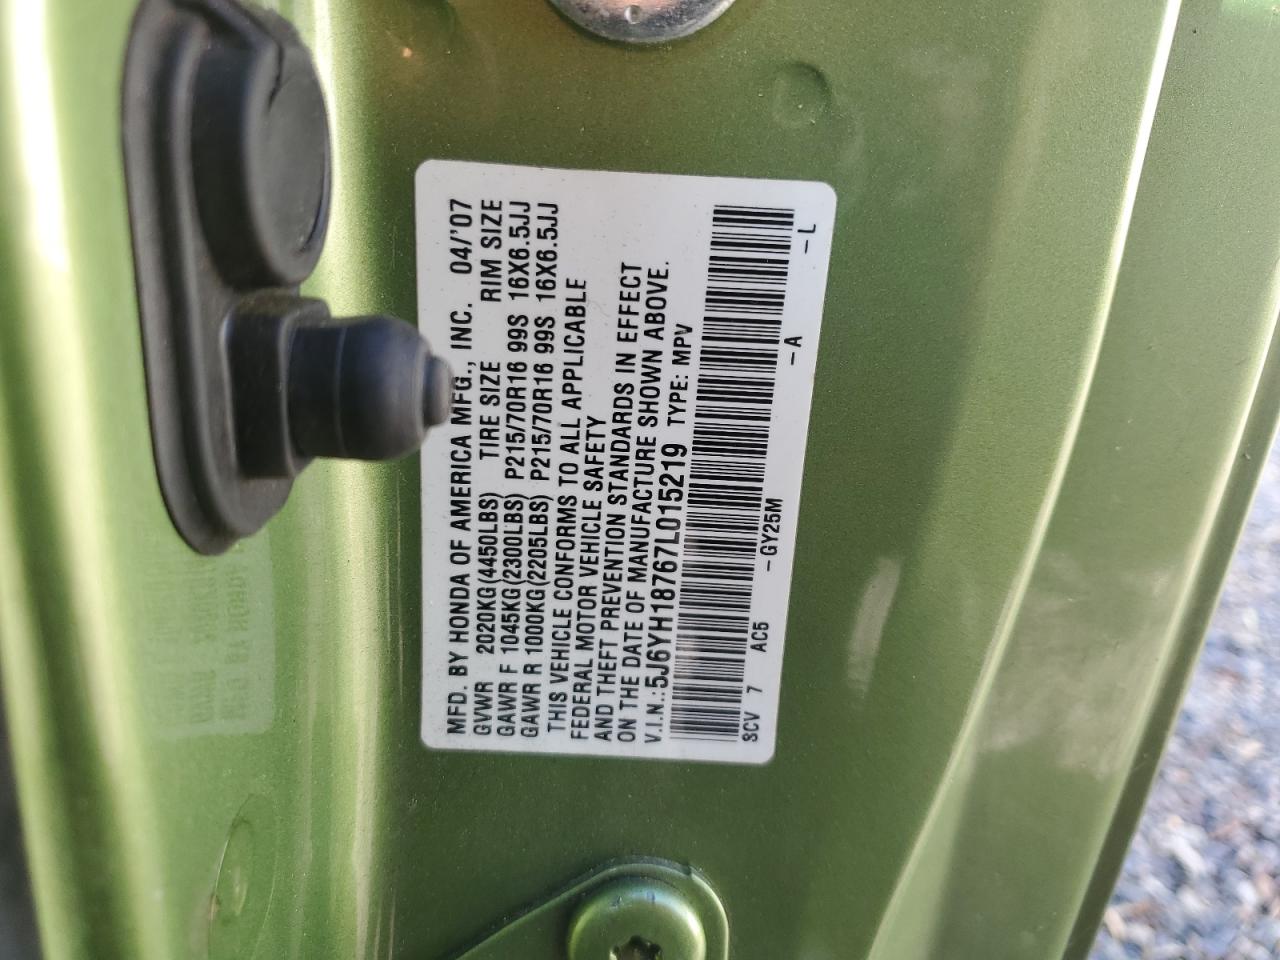 MFD. BY HONDA OF AMERICA MFG., INC. 04/'07
GVWR 2020KG(4450LBS) TIRE SIZE RIM SIZE
GAWR F 1045KG(2300LBS) P215/70R16 99S 16X6.5JJ
GAWR R 1000KG(2205LBS) P215/70R16 99S 16X6.5JJ
THIS VEHICLE CONFORMS TO ALL APPLICABLE
FEDERAL MOTOR VEHICLE SAFETY
AND THEFT PREVENTION STANDARDS IN EFFECT
ON THE DATE OF MANUFACTURE SHOWN ABOVE.
V.I.N.:5J6YH18767L015219 TYPE: MPV
SCV 7 AC5 -GY25M -A -L